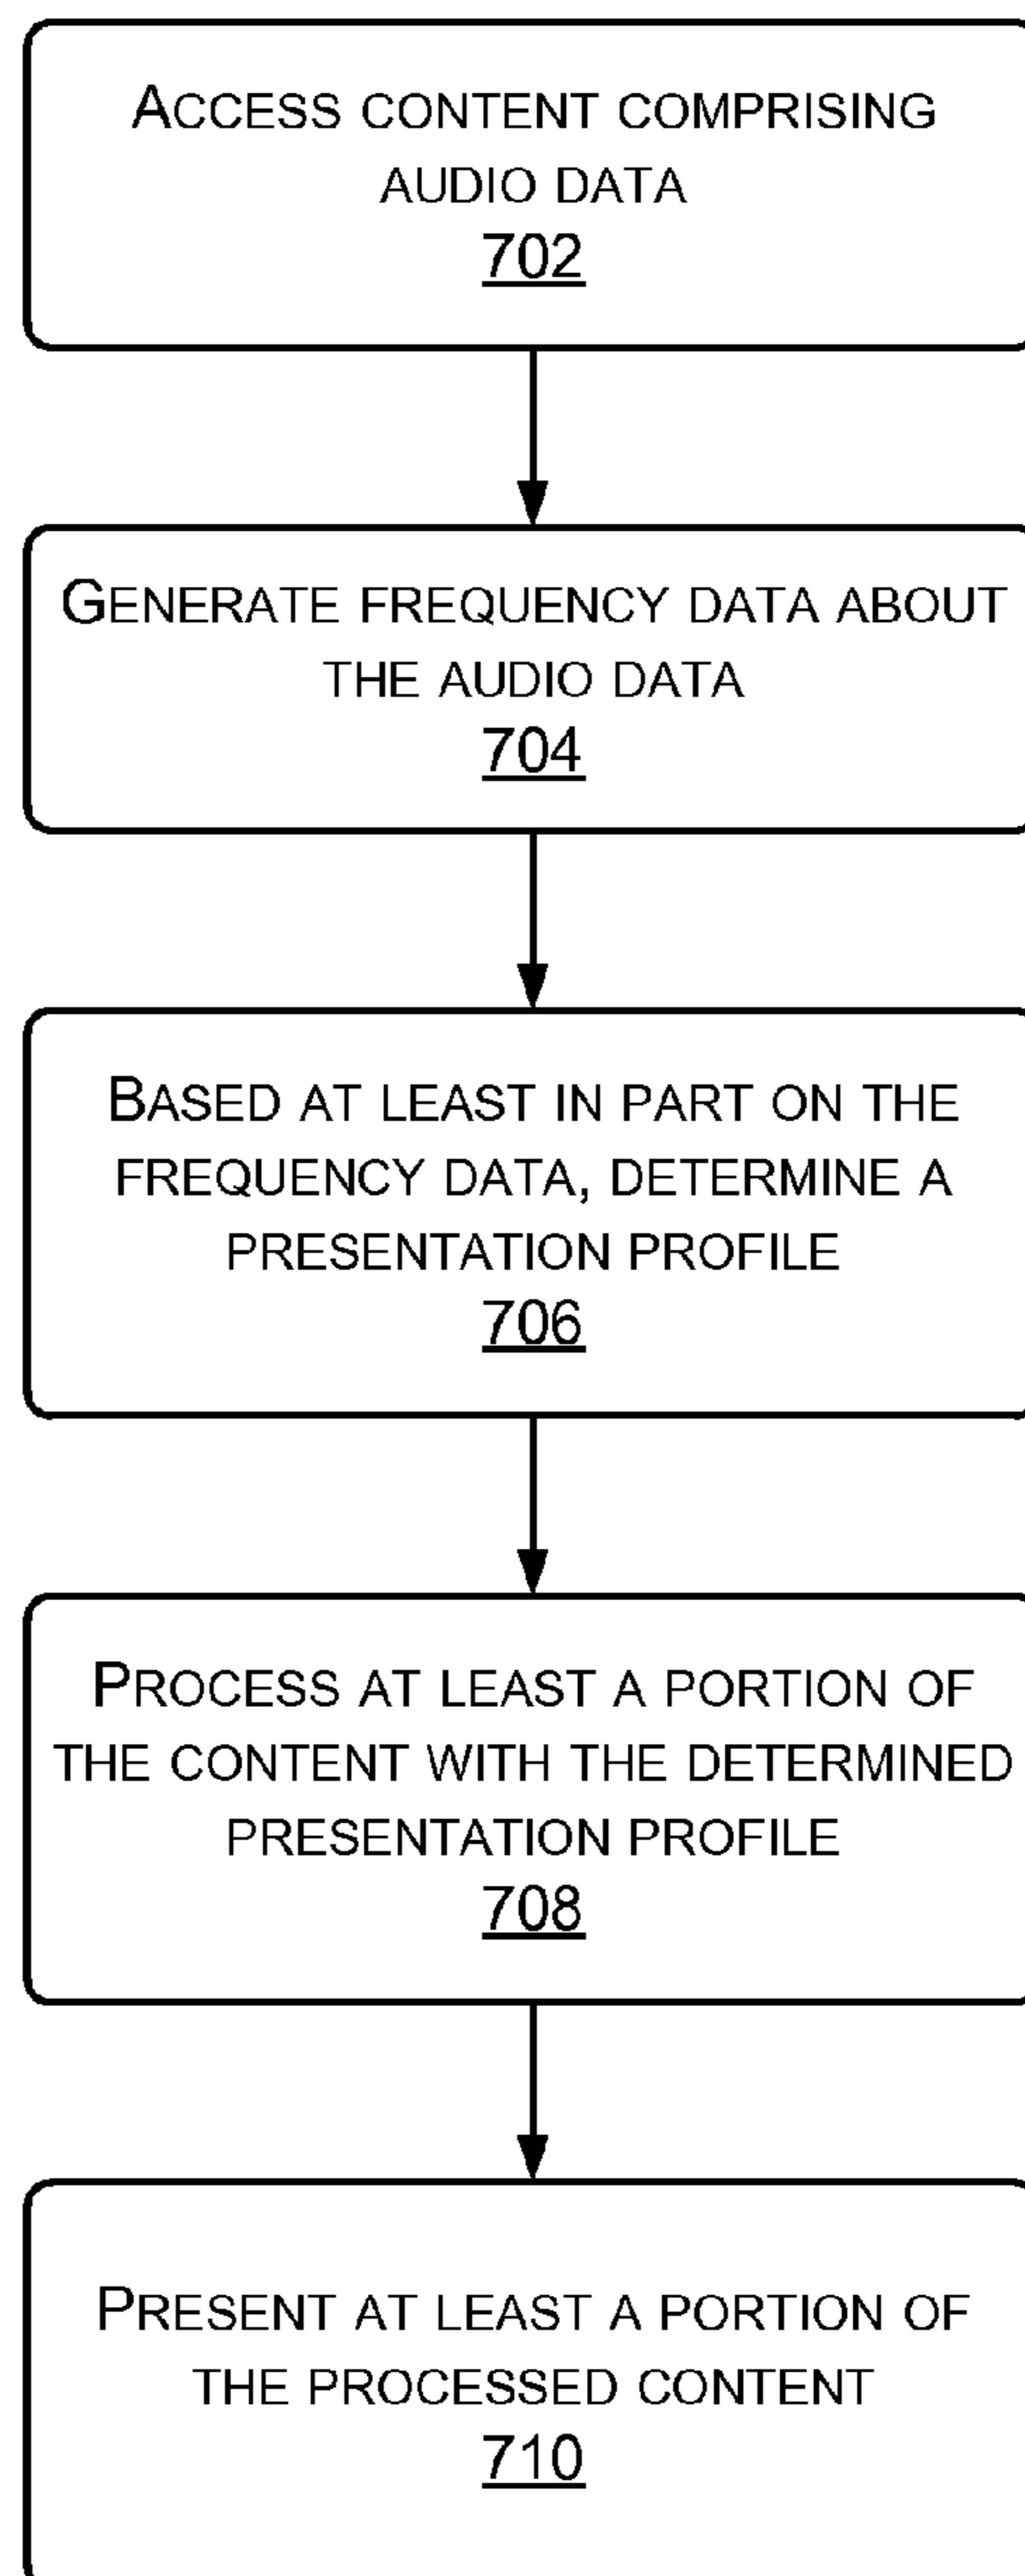 ACCESS CONTENT COMPRISING
AUDIO DATA
702
GENERATE FREQUENCY DATA ABOUT
THE AUDIO DATA
704
BASED AT LEAST IN PART ON THE
FREQUENCY DATA, DETERMINE A
PRESENTATION PROFILE
706
PROCESS AT LEAST A PORTION OF
THE CONTENT WITH THE DETERMINED
PRESENTATION PROFILE
708
PRESENT AT LEAST A PORTION OF
THE PROCESSED CONTENT
710